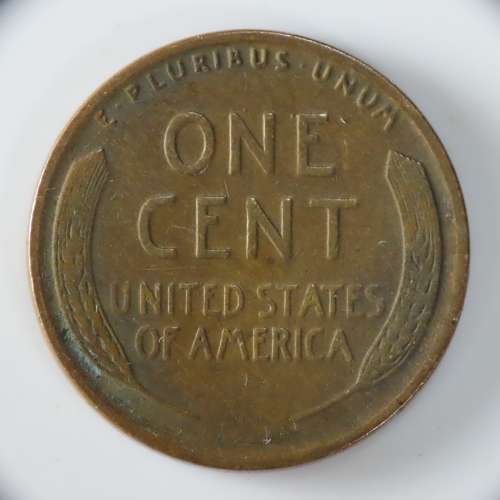 E · PLURIBUS · UNUM
ONE
CENT
UNITED STATES
OF AMERICA